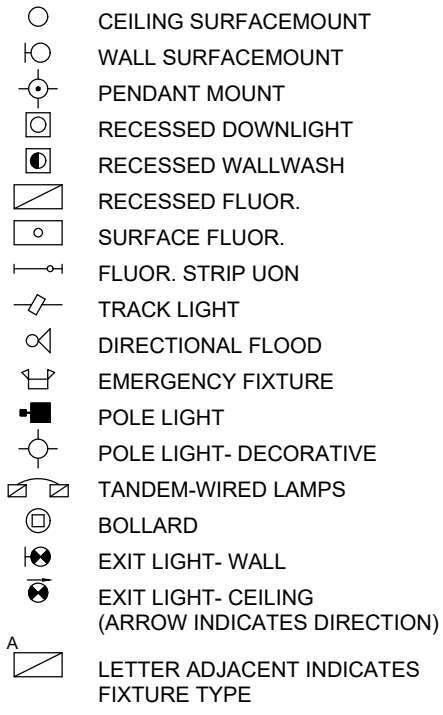 CEILING SURFACEMOUNT
WALL SURFACEMOUNT
PENDANT MOUNT
RECESSED DOWNLIGHT
RECESSED WALLWASH
RECESSED FLUOR.
SURFACE FLUOR.
FLUOR. STRIP UON
TRACK LIGHT
DIRECTIONAL FLOOD
EMERGENCY FIXTURE
POLE LIGHT
POLE LIGHT- DECORATIVE
TANDEM-WIRED LAMPS
BOLLARD
EXIT LIGHT- WALL
EXIT LIGHT- CEILING
(ARROW INDICATES DIRECTION)
A
LETTER ADJACENT INDICATES
FIXTURE TYPE